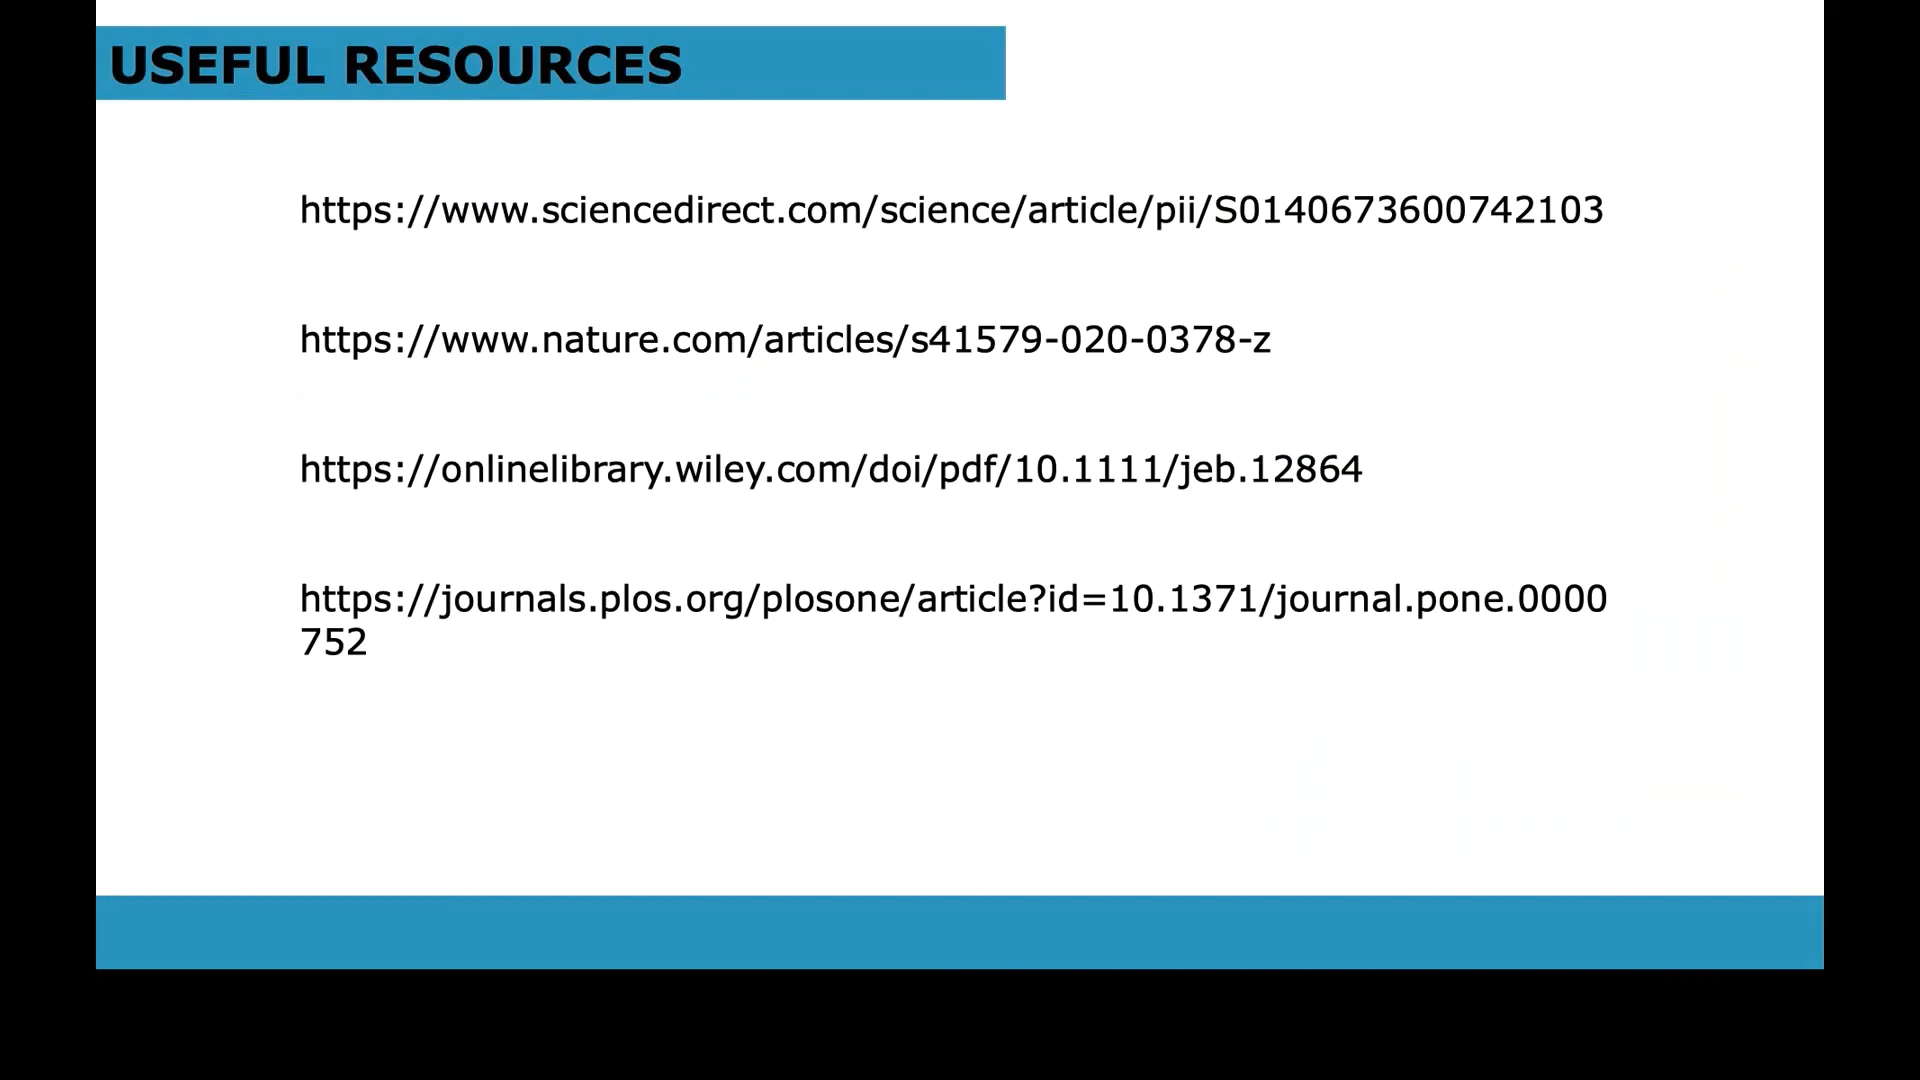 USEFUL RESOURCES
https://www.sciencedirect.com/science/article/pii/S0140673600742103
https://www.nature.com/articles/s41579-020-0378-z
https://onlinelibrary.wiley.com/doi/pdf/10.1111/jeb.12864
https://journals.plos.org/plosone/article?id=10.1371/journal.pone.0000
752